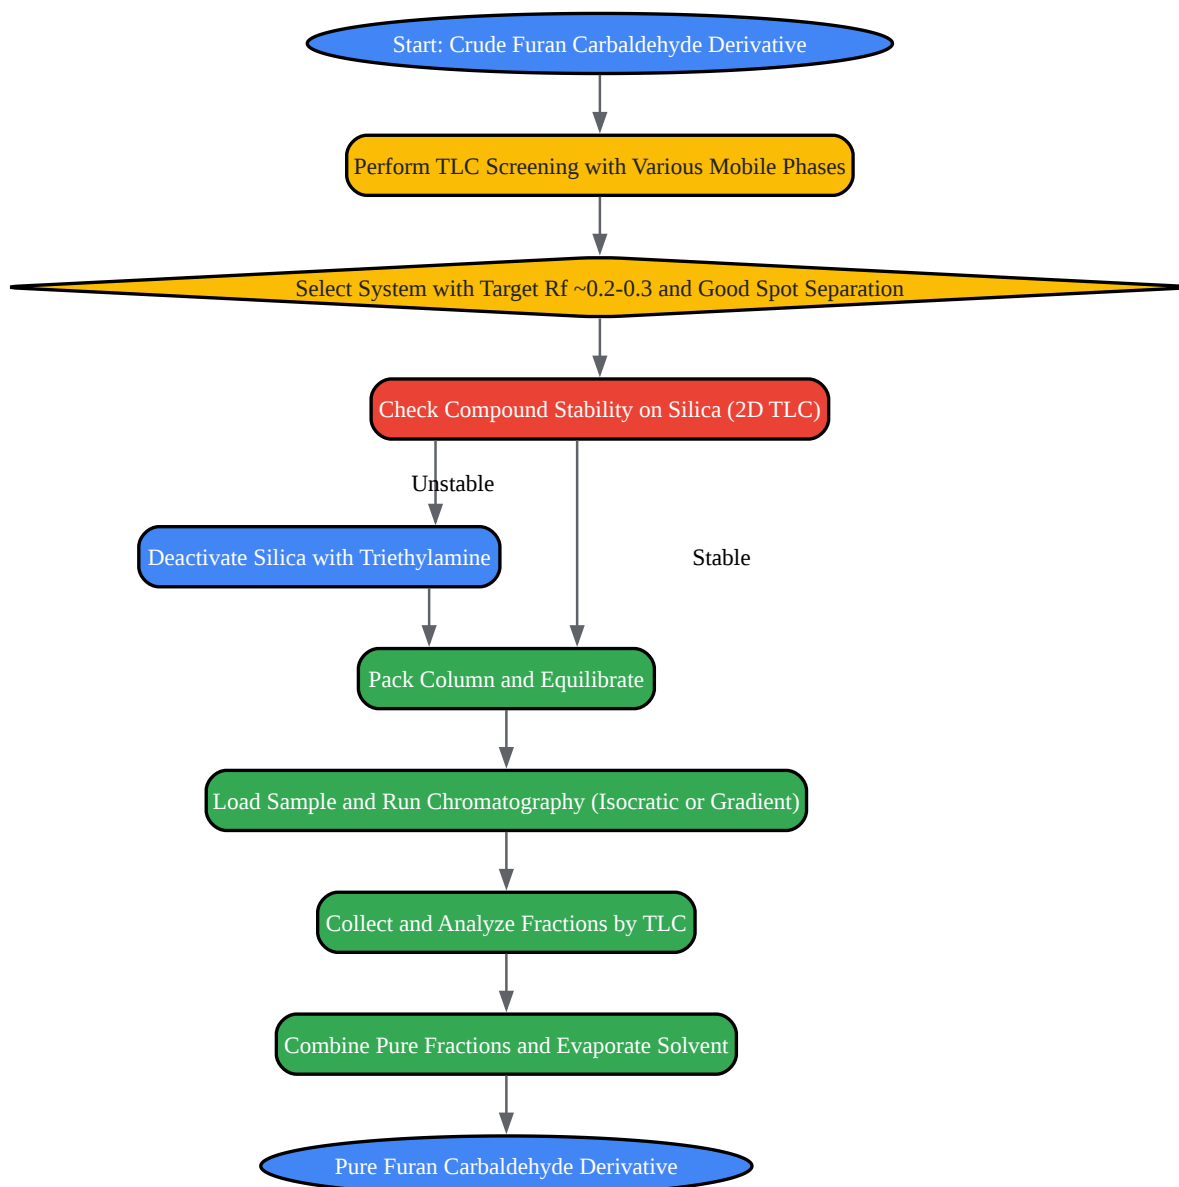 Start: Crude Furan Carbaldehyde Derivative
Perform TLC Screening with Various Mobile Phases
Select System with Target Rf ~0.2-0.3 and Good Spot Separation
Check Compound Stability on Silica (2D TLC)
Unstable
Deactivate Silica with Triethylamine
Stable
Pack Column and Equilibrate
Load Sample and Run Chromatography (Isocratic or Gradient)
Collect and Analyze Fractions by TLC
Combine Pure Fractions and Evaporate Solvent
Pure Furan Carbaldehyde Derivative